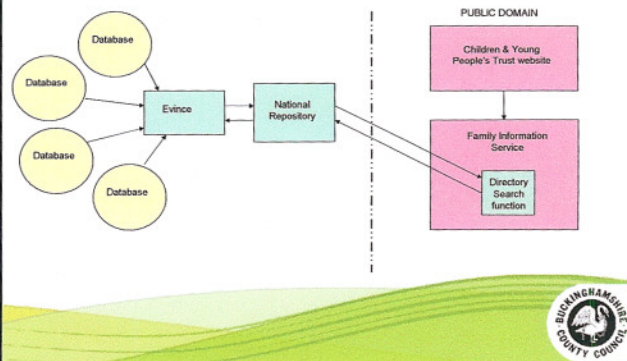 PUBLIC DOMAIN
Database
Database
Database
Database
Evince
National
Repository
Children & Young
People's Trust website
Family Information
Service
Directory
Search
function
BUCKINGHAMSHIRE
COUNTY COUNCIL